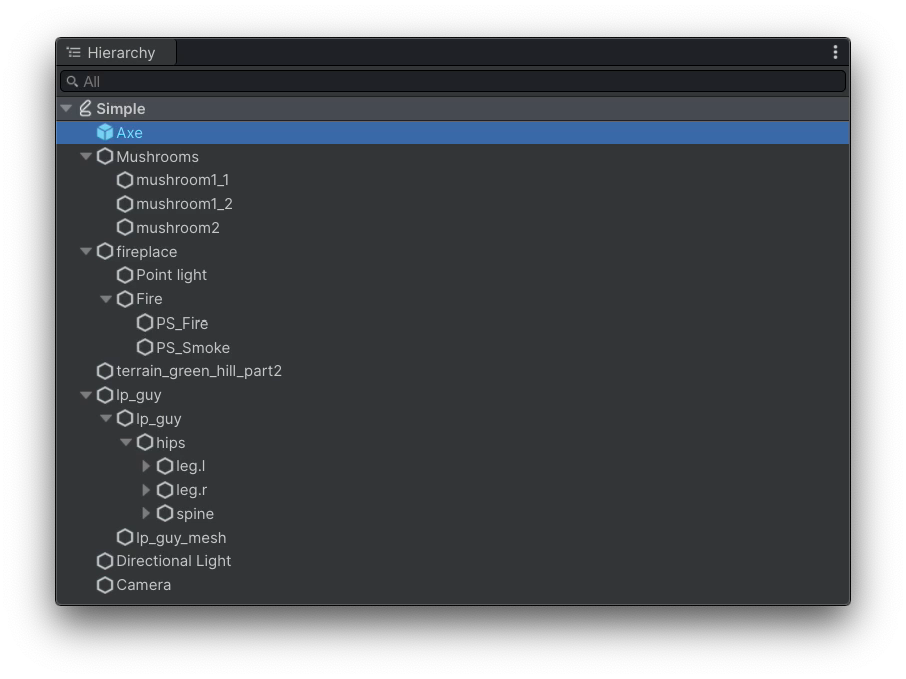 Hierarchy
All
Simple
Axe
Mushrooms
mushroom1_1
mushroom1_2
mushroom2
fireplace
Point light
Fire
PS_Fire
PS_Smoke
terrain_green_hill_part2
lp_guy
lp_guy
hips
leg.l
leg.r
spine
lp_guy_mesh
Directional Light
Camera